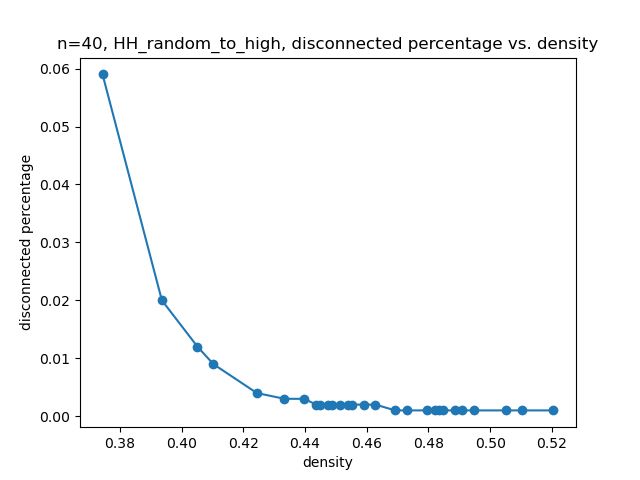 n=40, HH_random_to_high, disconnected percentage vs. density
0.06
0.05
0.04
0.03
0.02
0.01
0.00
disconnected percentage
0.38 0.40 0.42 0.44 0.46 0.48 0.50 0.52
density